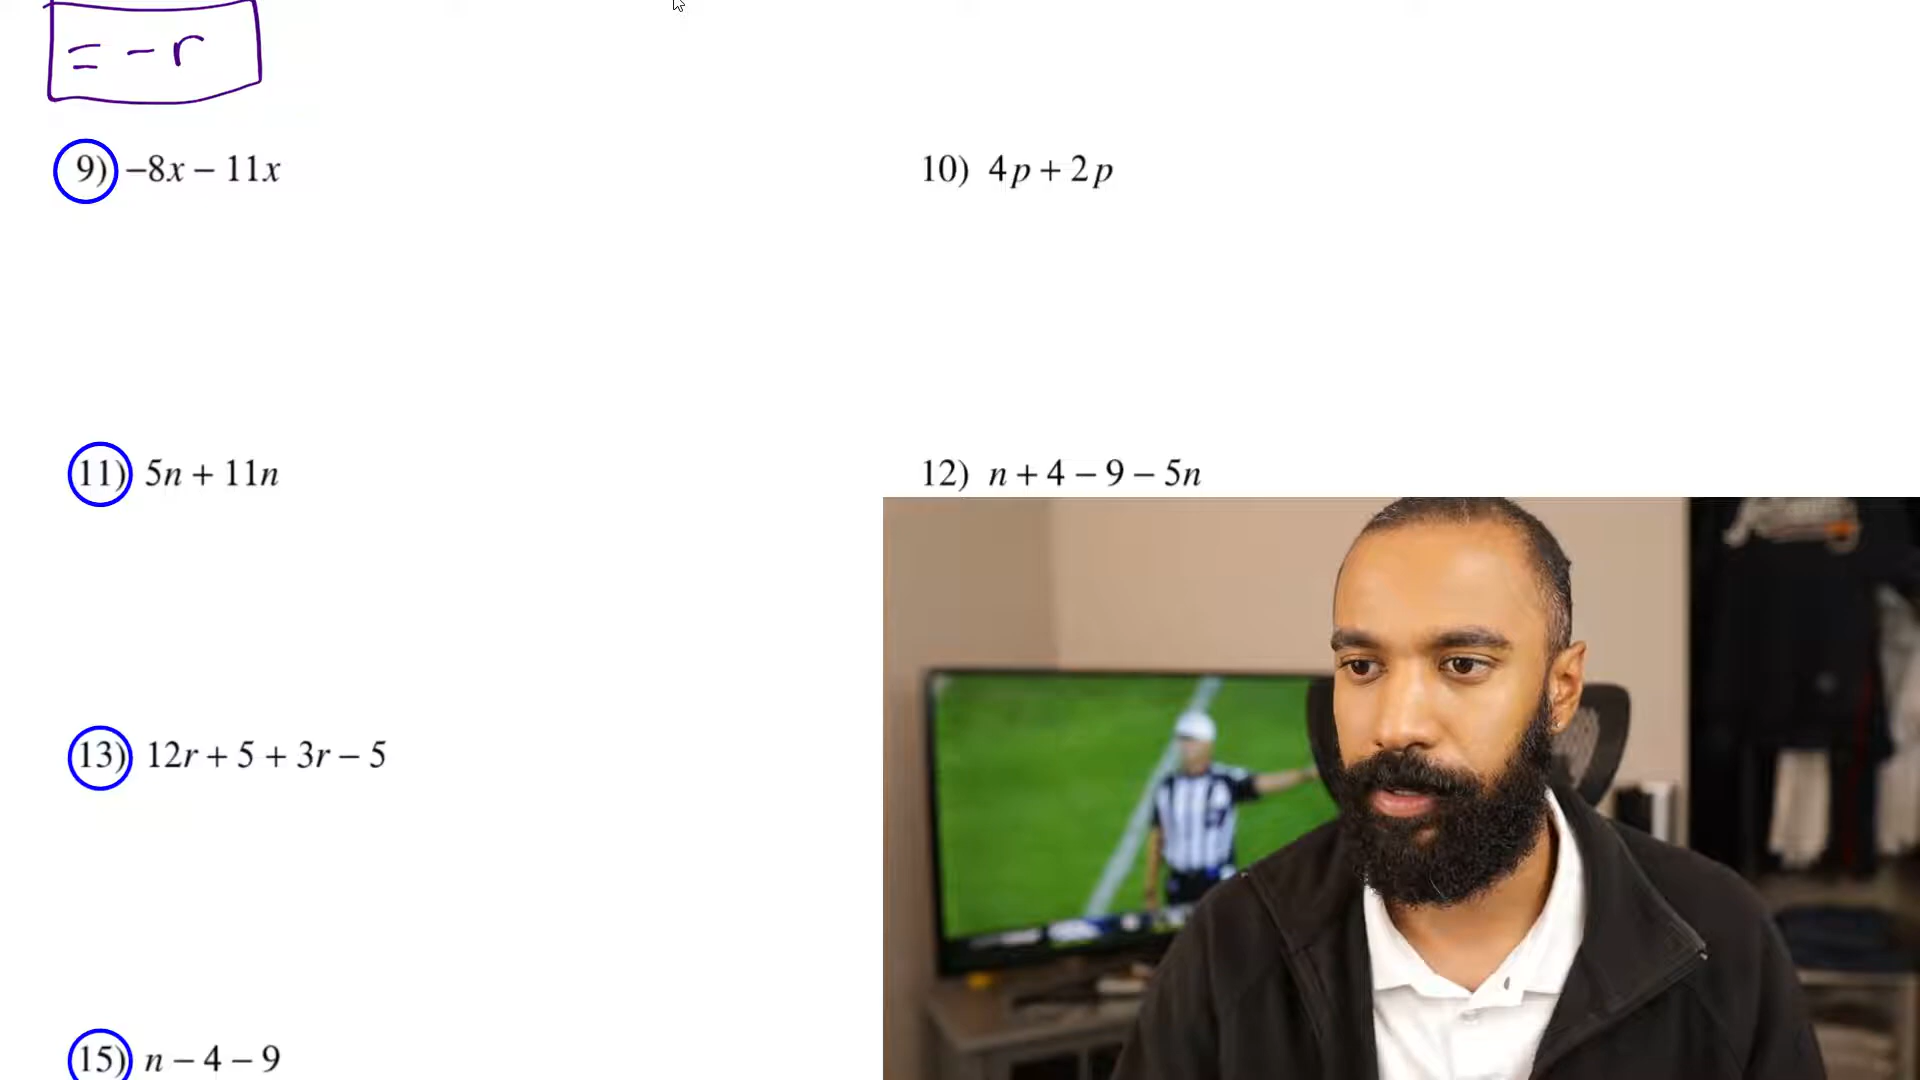 = -r
9) −8x − 11x
10) 4p + 2p
11) 5n + 11n
12) n + 4 − 9 − 5n
13) 12r + 5 + 3r − 5
15) n − 4 − 9